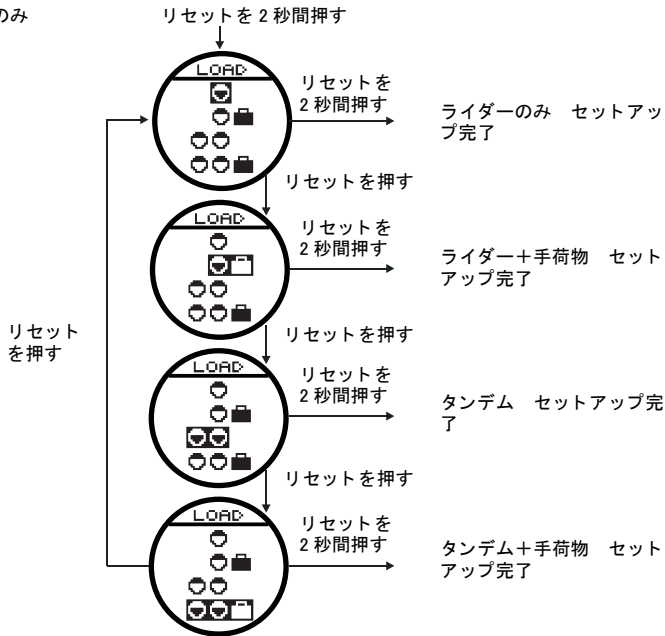 のみ
リセットを 2 秒間押す
LOAD
リセットを
2 秒間押す
ライダーのみ セットアッ
プ完了
リセットを押す
LOAD
リセットを
2 秒間押す
ライダー＋手荷物 セット
アップ完了
リセット
を押す
リセットを押す
LOAD
リセットを
2 秒間押す
タンデム セットアップ完
了
リセットを押す
LOAD
リセットを
2 秒間押す
タンデム＋手荷物 セット
アップ完了